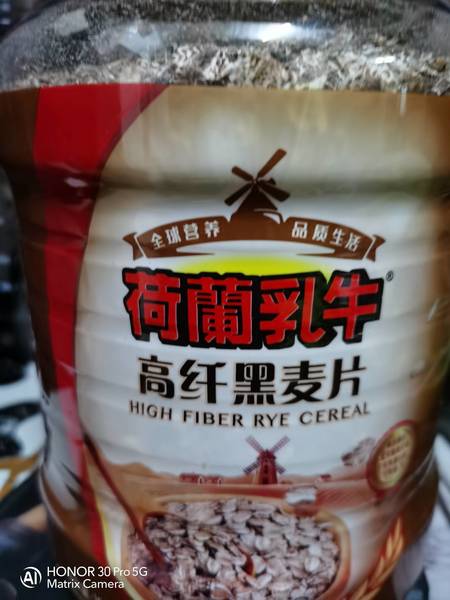 全球营养 品质生活
荷蘭乳牛®
高纤黑麦片
HIGH FIBER RYE CEREAL
HONOR 30 Pro 5G
Matrix Camera